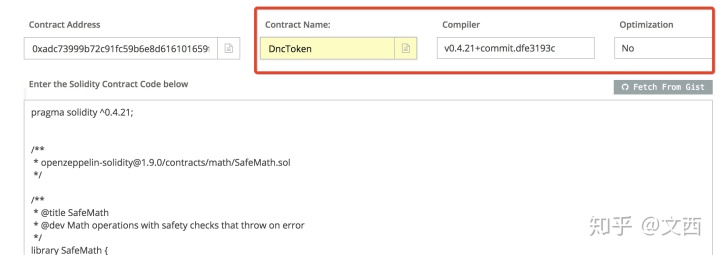 Contract Address
Contract Name:
Compiler
Optimization
0xadc73999b72c91fc59b6e8d616101659
DncToken
v0.4.21+commit.dfe3193c
No
Enter the Solidity Contract Code below
Fetch From Gist
pragma solidity ^0.4.21;
/**
* openzeppelin-solidity@1.9.0/contracts/math/SafeMath.sol
*/
/**
* @title SafeMath
* @dev Math operations with safety checks that throw on error
*/
library SafeMath {
知乎 @文西